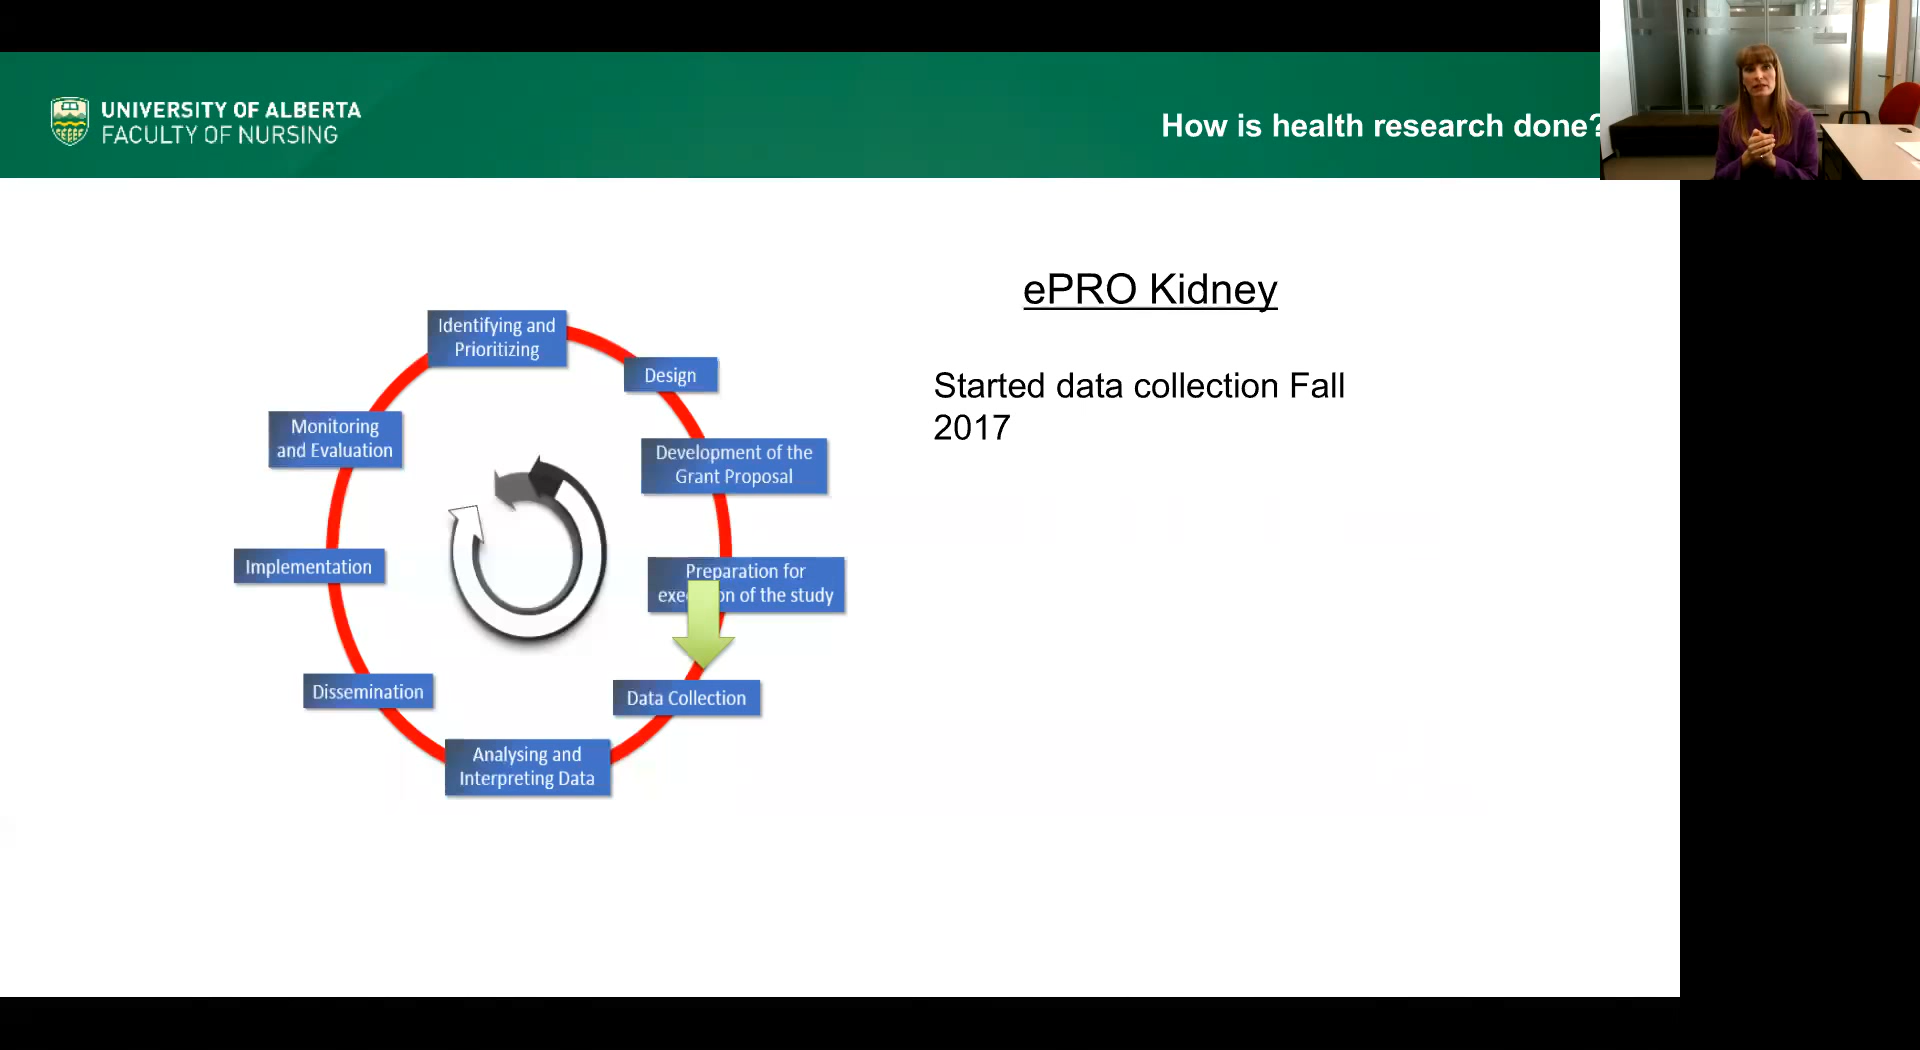 UNIVERSITY OF ALBERTA
FACULTY OF NURSING
How is health research done?
ePRO Kidney
Started data collection Fall
2017
Identifying and
Prioritizing
Design
Development of the
Grant Proposal
Preparation for
exe on of the study
Data Collection
Analysing and
Interpreting Data
Dissemination
Implementation
Monitoring
and Evaluation